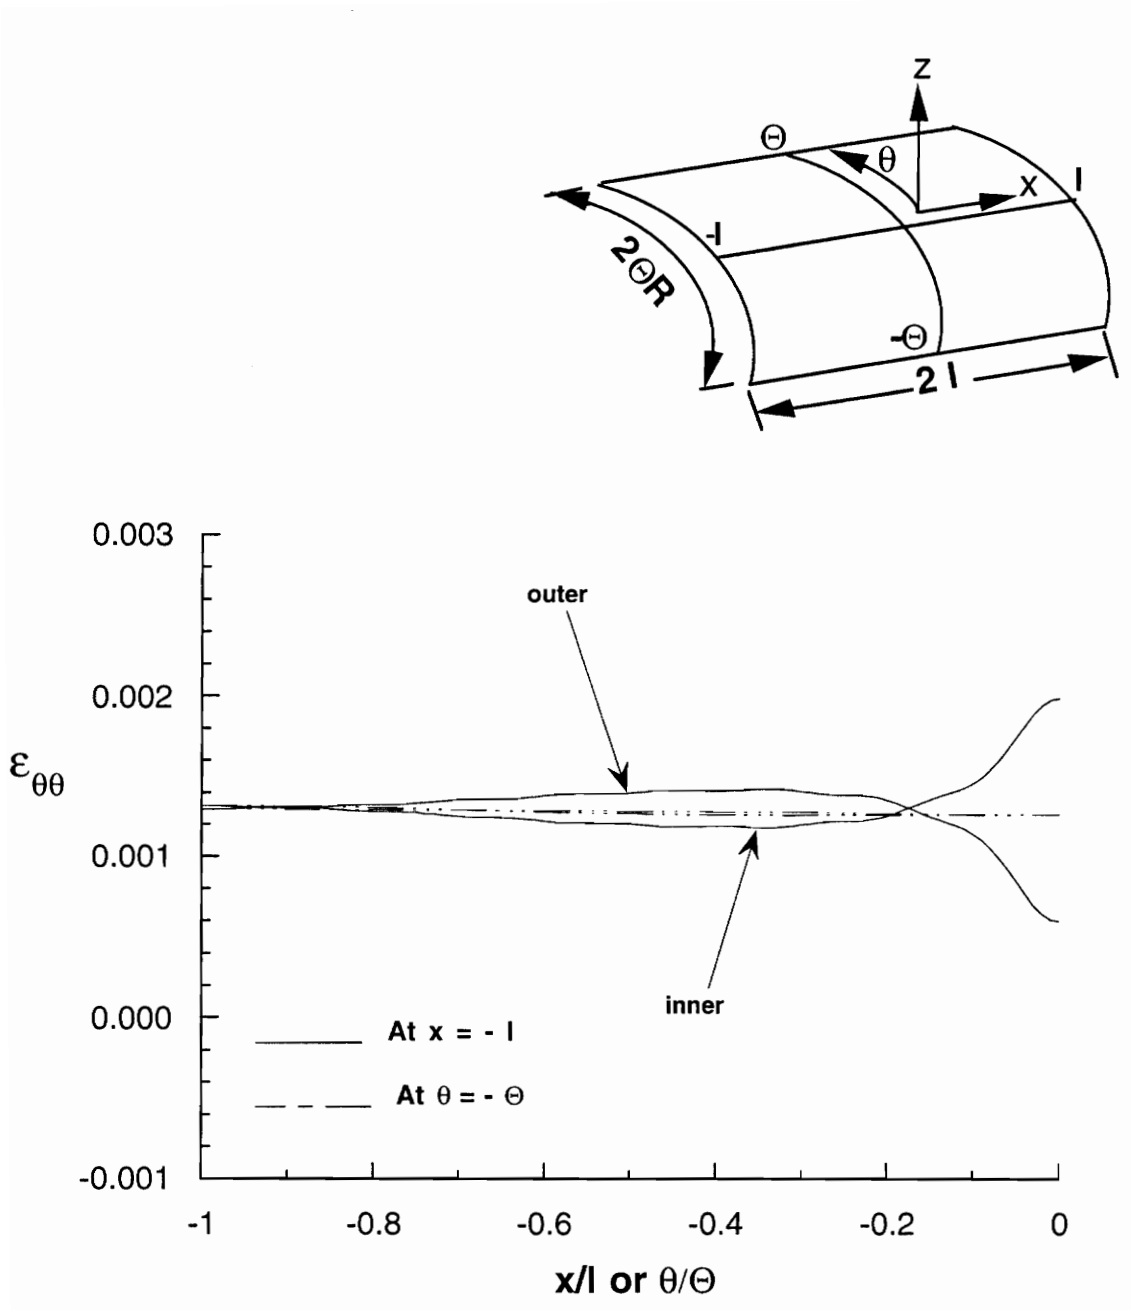 z
Θ
θ
x
l
-l
2ΘR
-Θ
2 l
0.003
outer
0.002
εθθ
0.001
inner
0.000
At x = - l
At θ = - Θ
-0.001
-1
-0.8
-0.6
-0.4
-0.2
0
x/l or θ/Θ